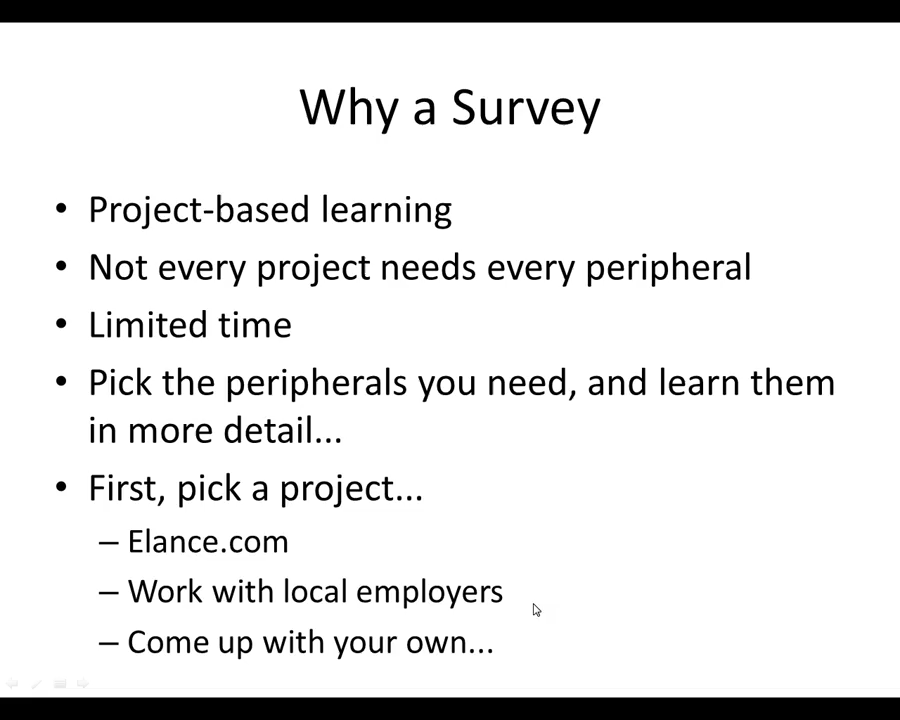 Why a Survey
• Project-based learning
• Not every project needs every peripheral
• Limited time
• Pick the peripherals you need, and learn them
in more detail...
• First, pick a project...
– Elance.com
– Work with local employers
– Come up with your own...